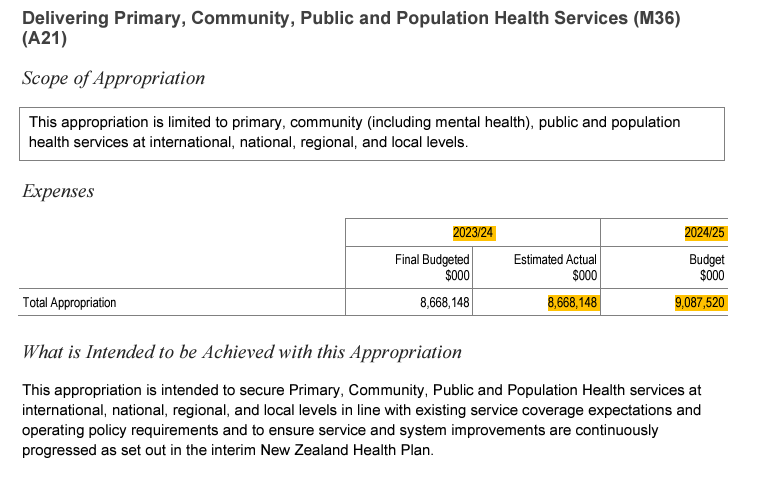 Delivering Primary, Community, Public and Population Health Services (M36)
(A21)
Scope of Appropriation
This appropriation is limited to primary, community (including mental health), public and population
health services at international, national, regional, and local levels.
Expenses
2023/24 2024/25
Final Budgeted Estimated Actual Budget
$000 $000 $000
Total Appropriation 8,668,148 8,668,148 9,087,520
What is Intended to be Achieved with this Appropriation
This appropriation is intended to secure Primary, Community, Public and Population Health services at
international, national, regional, and local levels in line with existing service coverage expectations and
operating policy requirements and to ensure service and system improvements are continuously
progressed as set out in the interim New Zealand Health Plan.